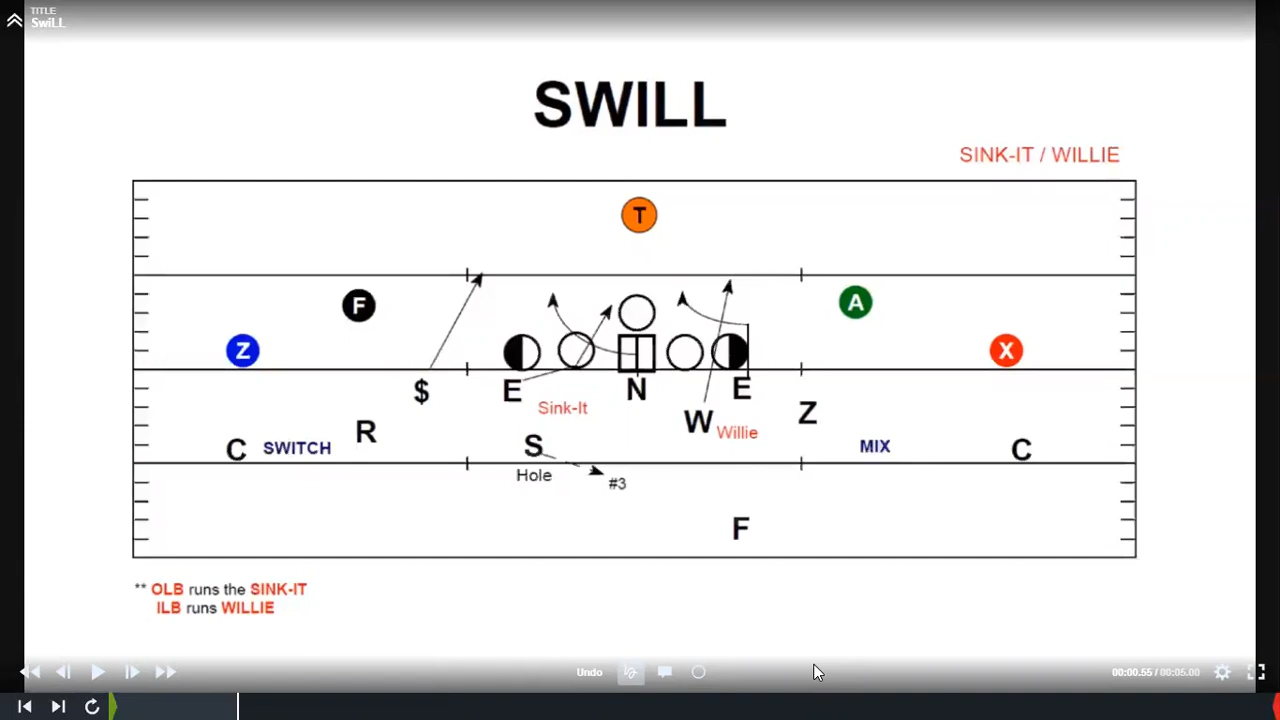 TITLE
SwiLL
SWILL
SINK-IT / WILLIE
T
F
A
Z
X
$
E
N
E
Sink-It
W
Willie
Z
R
C
SWITCH
S
MIX
C
Hole
#3
F
** OLB runs the SINK-IT
ILB runs WILLIE
Undo
00:00.55 / 00:05.00